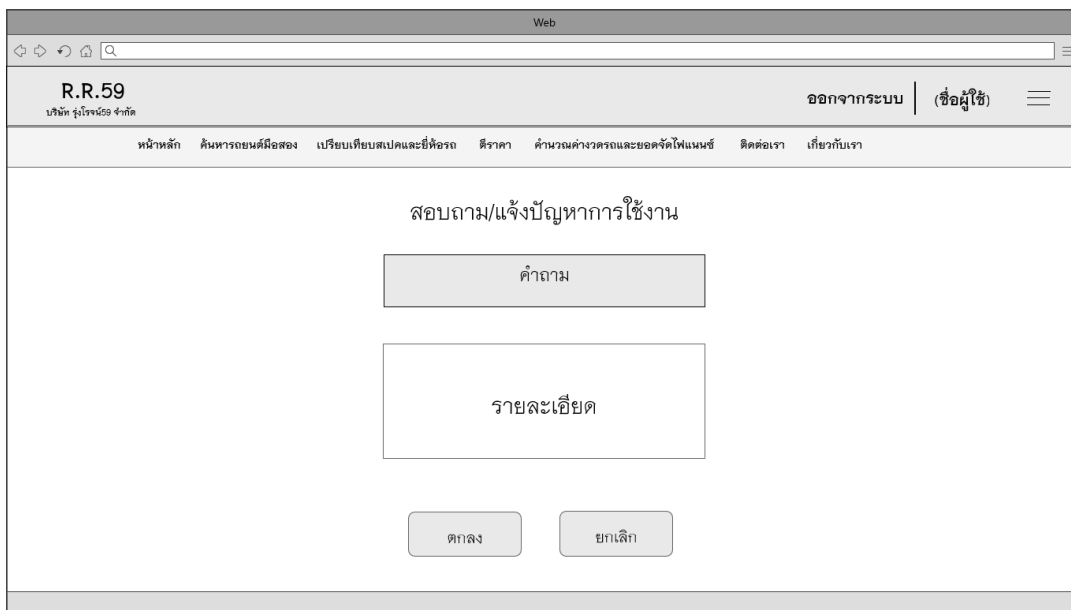 Web
R.R.59
บริษัท รุ่งโรจน์59 จำกัด
ออกจากระบบ (ชื่อผู้ใช้)
หน้าหลัก ค้นหารถยนต์มือสอง เปรียบเทียบสเปคและยี่ห้อรถ ตีราคา คำนวณค่างวดรถและยอดจัดไฟแนนซ์ ติดต่อเรา เกี่ยวกับเรา
สอบถาม/แจ้งปัญหาการใช้งาน
คำถาม
รายละเอียด
ตกลง ยกเลิก